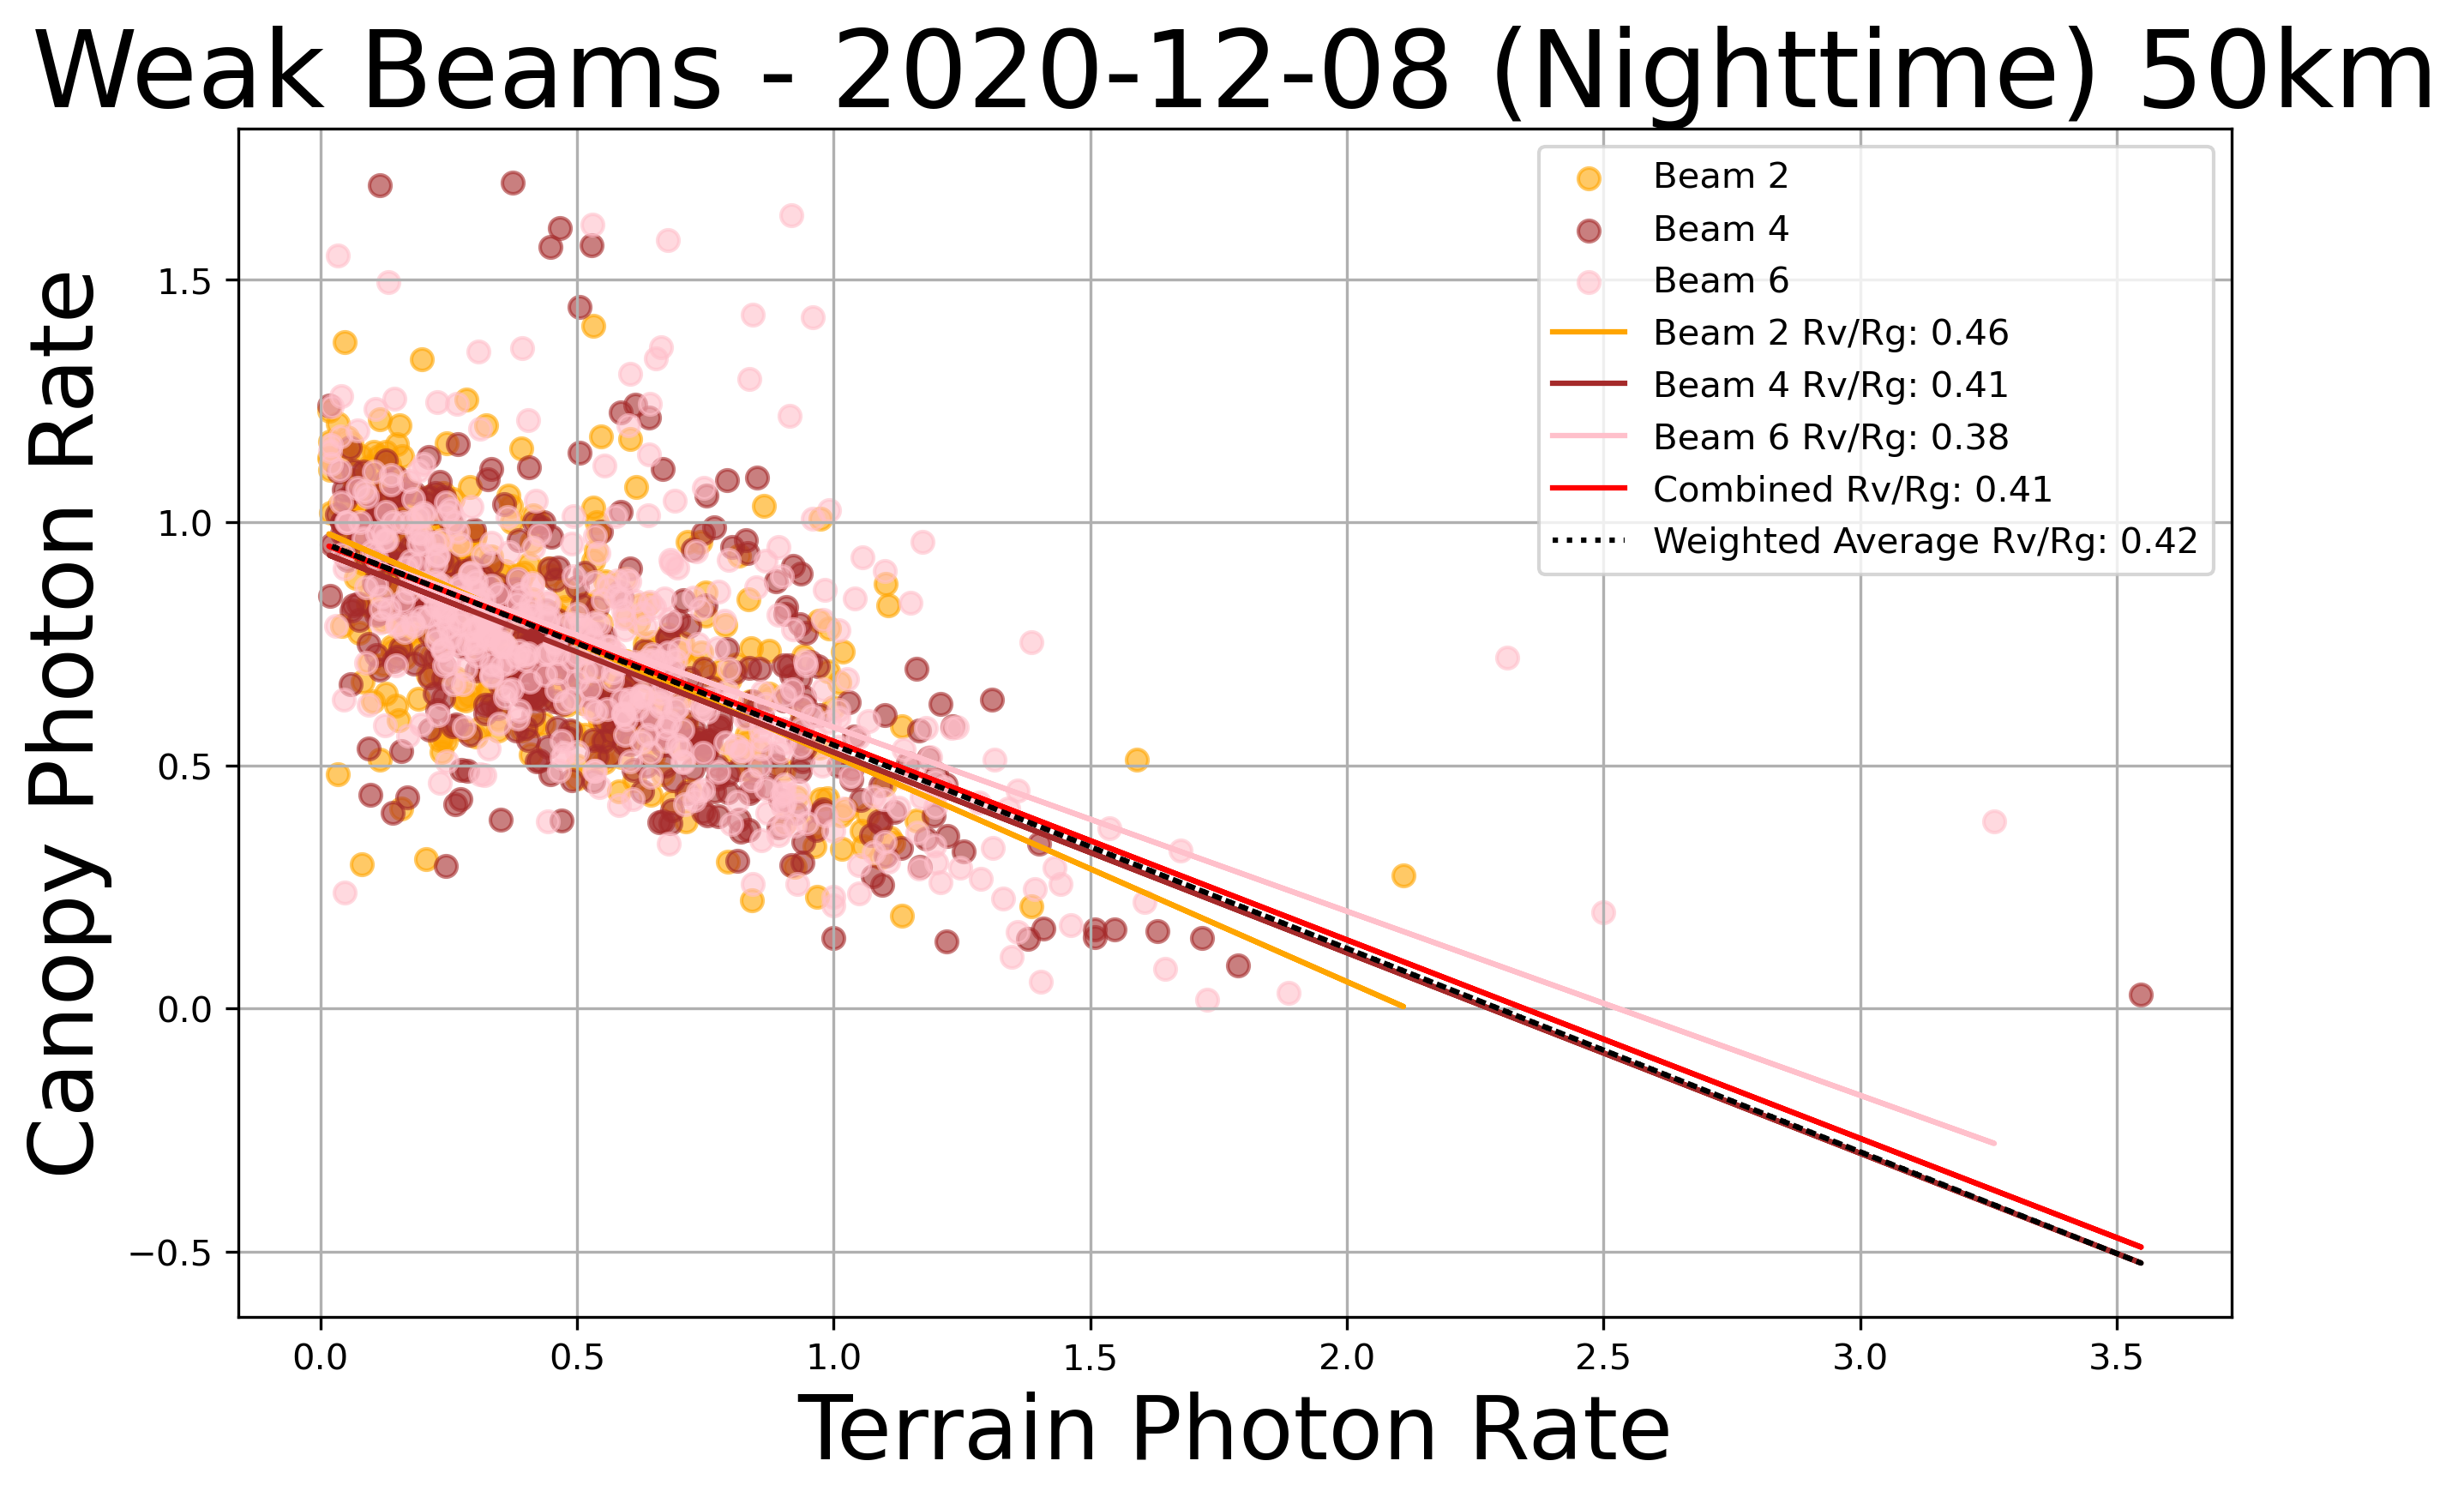 Weak Beams - 2020-12-08 (Nighttime) 50km
Beam 2
Beam 4
Beam 6
Beam 2 Rv/Rg: 0.46
Beam 4 Rv/Rg: 0.41
Beam 6 Rv/Rg: 0.38
Combined Rv/Rg: 0.41
Weighted Average Rv/Rg: 0.42
Canopy Photon Rate
1.5
1.0
0.5
0.0
−0.5
0.0 0.5 1.0 1.5 2.0 2.5 3.0 3.5
Terrain Photon Rate